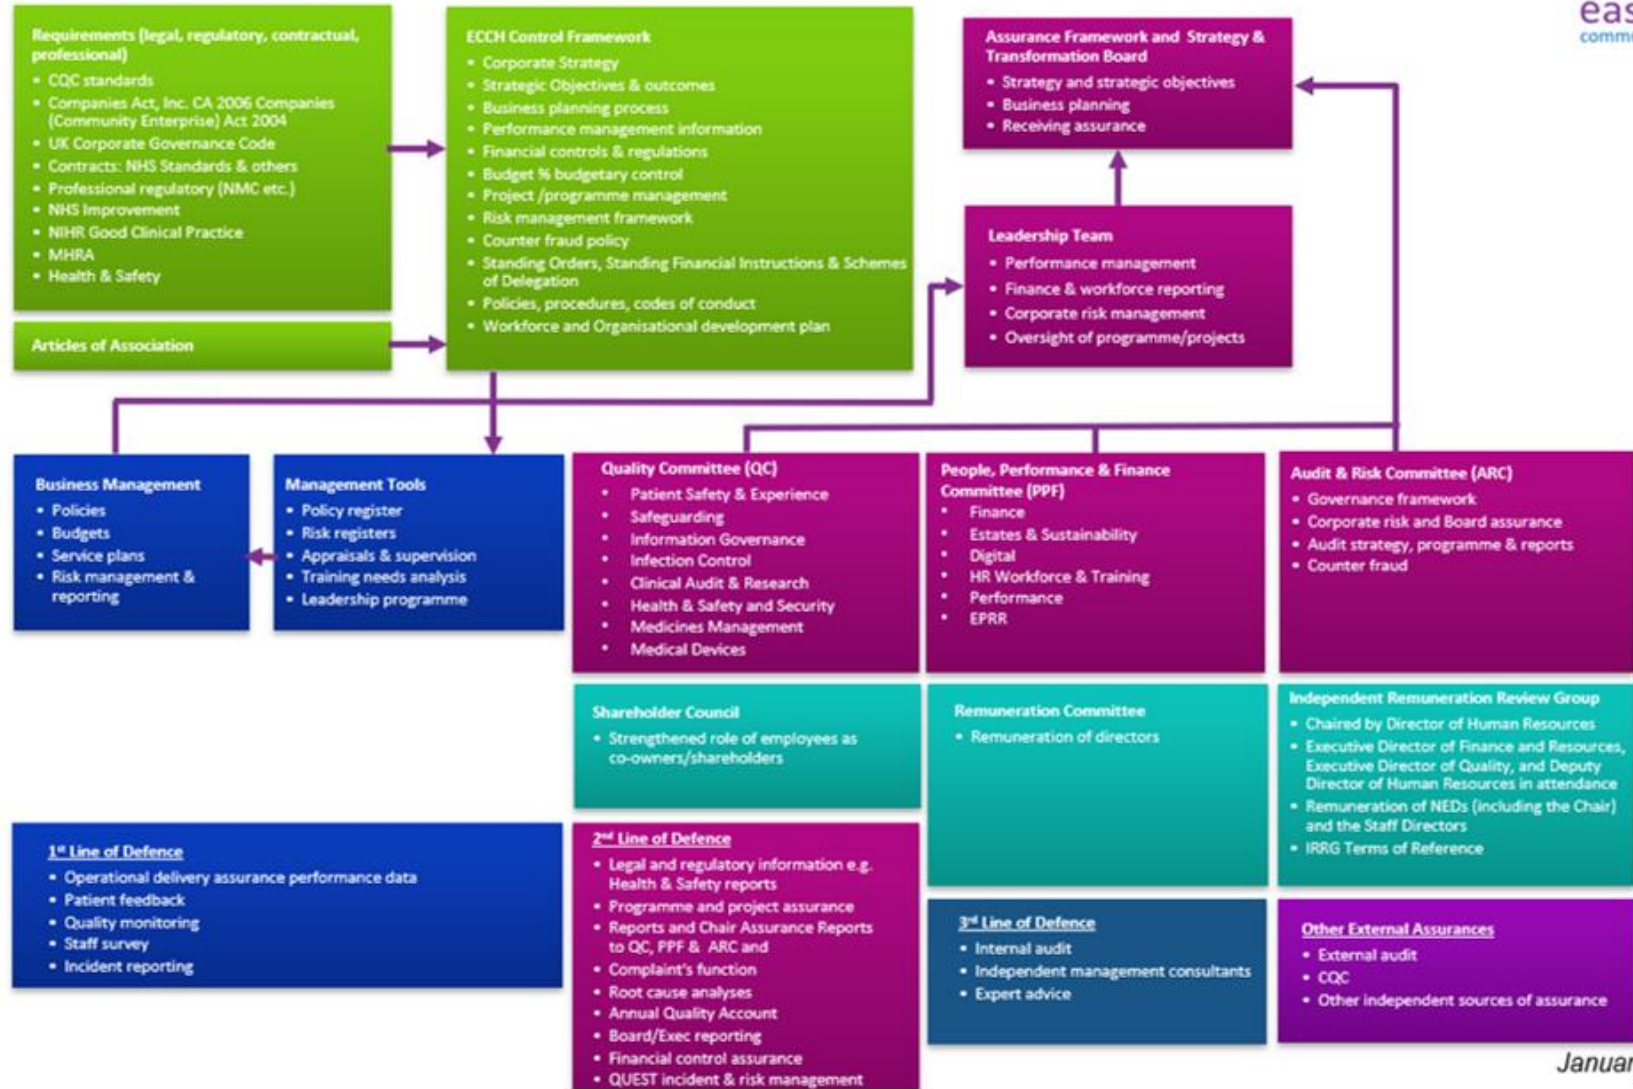 eas
commu
Requirements (legal, regulatory, contractual,
professional)
• CQC standards
• Companies Act, Inc. CA 2006 Companies
(Community Enterprise) Act 2004
• UK Corporate Governance Code
• Contracts: NHS Standards & others
• Professional regulatory (NMC etc.)
• NHS Improvement
• NIHR Good Clinical Practice
• MHRA
• Health & Safety
Articles of Association
ECCH Control Framework
• Corporate Strategy
• Strategic Objectives & outcomes
• Business planning process
• Performance management information
• Financial controls & regulations
• Budget % budgetary control
• Project /programme management
• Risk management framework
• Counter fraud policy
• Standing Orders, Standing Financial Instructions & Schemes
of Delegation
• Policies, procedures, codes of conduct
• Workforce and Organisational development plan
Assurance Framework and Strategy &
Transformation Board
• Strategy and strategic objectives
• Business planning
• Receiving assurance
Leadership Team
• Performance management
• Finance & workforce reporting
• Corporate risk management
• Oversight of programme/projects
Business Management
• Policies
• Budgets
• Service plans
• Risk management &
reporting
Management Tools
• Policy register
• Risk registers
• Appraisals & supervision
• Training needs analysis
• Leadership programme
Quality Committee (QC)
• Patient Safety & Experience
• Safeguarding
• Information Governance
• Infection Control
• Clinical Audit & Research
• Health & Safety and Security
• Medicines Management
• Medical Devices
People, Performance & Finance
Committee (PPF)
• Finance
• Estates & Sustainability
• Digital
• HR Workforce & Training
• Performance
• EPRR
Audit & Risk Committee (ARC)
• Governance framework
• Corporate risk and Board assurance
• Audit strategy, programme & reports
• Counter fraud
Shareholder Council
• Strengthened role of employees as
co-owners/shareholders
Remuneration Committee
• Remuneration of directors
Independent Remuneration Review Group
• Chaired by Director of Human Resources
• Executive Director of Finance and Resources,
Executive Director of Quality, and Deputy
Director of Human Resources in attendance
• Remuneration of NEDs (including the Chair)
and the Staff Directors
• IRRG Terms of Reference
1st Line of Defence
• Operational delivery assurance performance data
• Patient feedback
• Quality monitoring
• Staff survey
• Incident reporting
2nd Line of Defence
• Legal and regulatory information e.g.
Health & Safety reports
• Programme and project assurance
• Reports and Chair Assurance Reports
to QC, PPF & ARC and
• Complaint's function
• Root cause analyses
• Annual Quality Account
• Board/Exec reporting
• Financial control assurance
• QUEST incident & risk management
3rd Line of Defence
• Internal audit
• Independent management consultants
• Expert advice
Other External Assurances
• External audit
• CQC
• Other independent sources of assurance
Januar